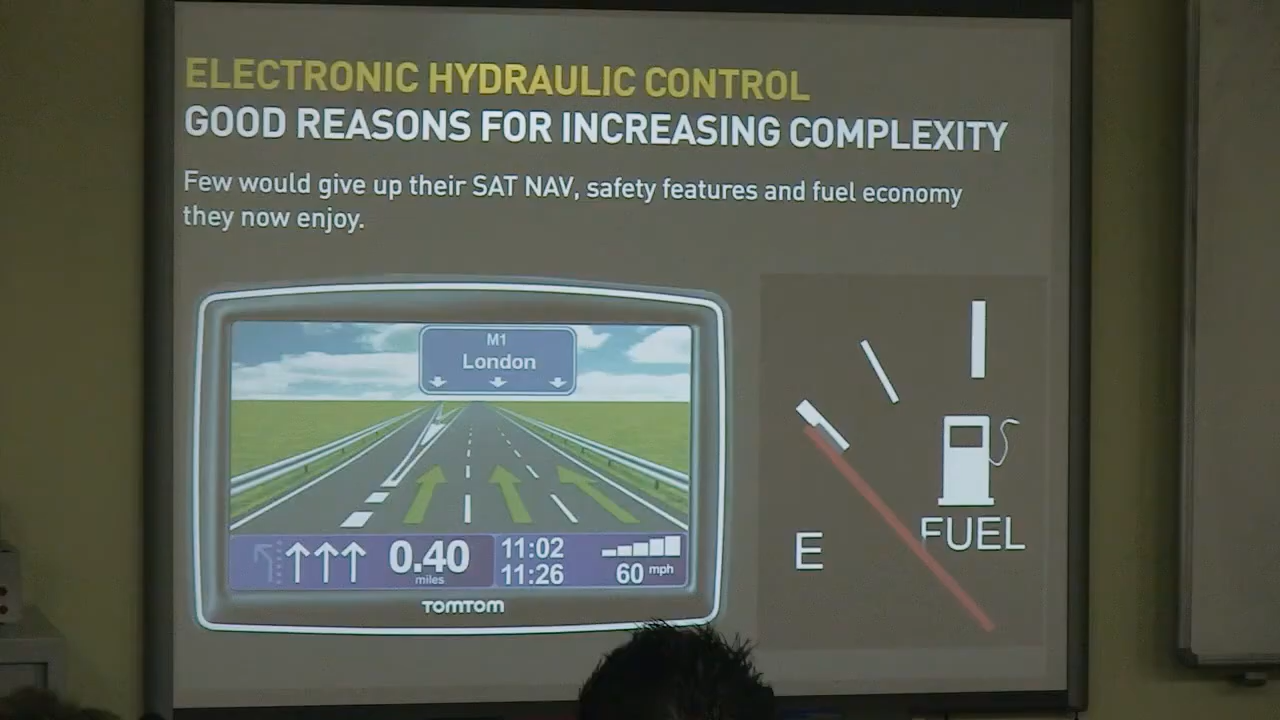 ELECTRONIC HYDRAULIC CONTROL
GOOD REASONS FOR INCREASING COMPLEXITY
Few would give up their SAT NAV, safety features and fuel economy
they now enjoy.
M1
London
0.40
miles
11:02
11:26
60 mph
TOMTOM
E
FUEL